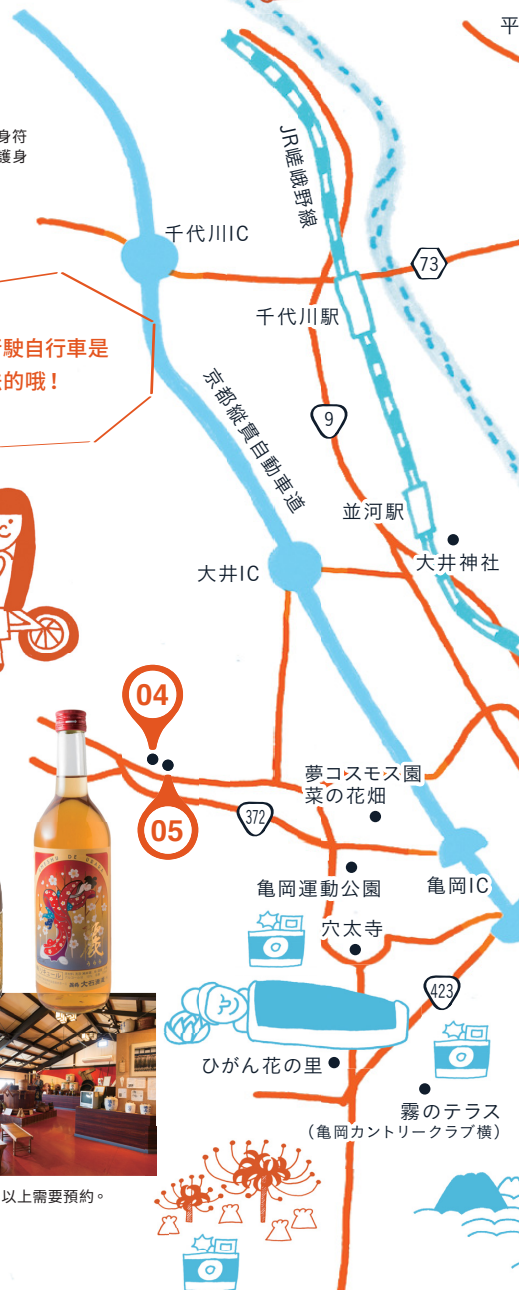 平
身符
護身
JR嵯峨野線
千代川IC
73
千代川駅
駛自行車是
的哦！
京都縦貫自動車道
9
並河駅
大井神社
大井IC
04
05
夢コスモス園
菜の花畑
372
亀岡運動公園
亀岡IC
穴太寺
423
ひがん花の里
霧のテラス
（亀岡カントリークラブ横）
以上需要預約。